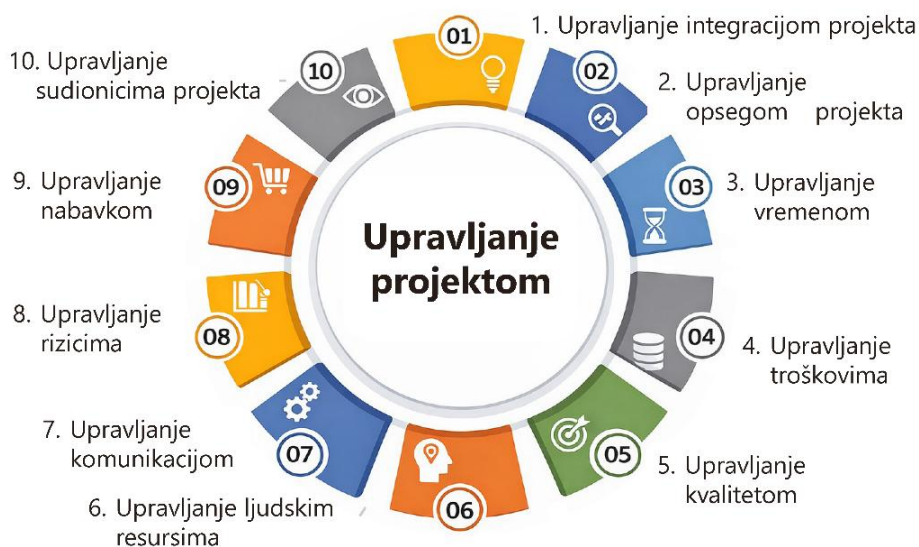 Upravljanje
projektom
01
1. Upravljanje integracijom projekta
02
2. Upravljanje
opsegom projekta
03
3. Upravljanje
vremenom
04
4. Upravljanje
troškovima
05
5. Upravljanje
kvalitetom
06
6. Upravljanje ljudskim
resursima
07
7. Upravljanje
komunikacijom
08
8. Upravljanje
rizicima
09
9. Upravljanje
nabavkom
10
10. Upravljanje
sudionicima projekta